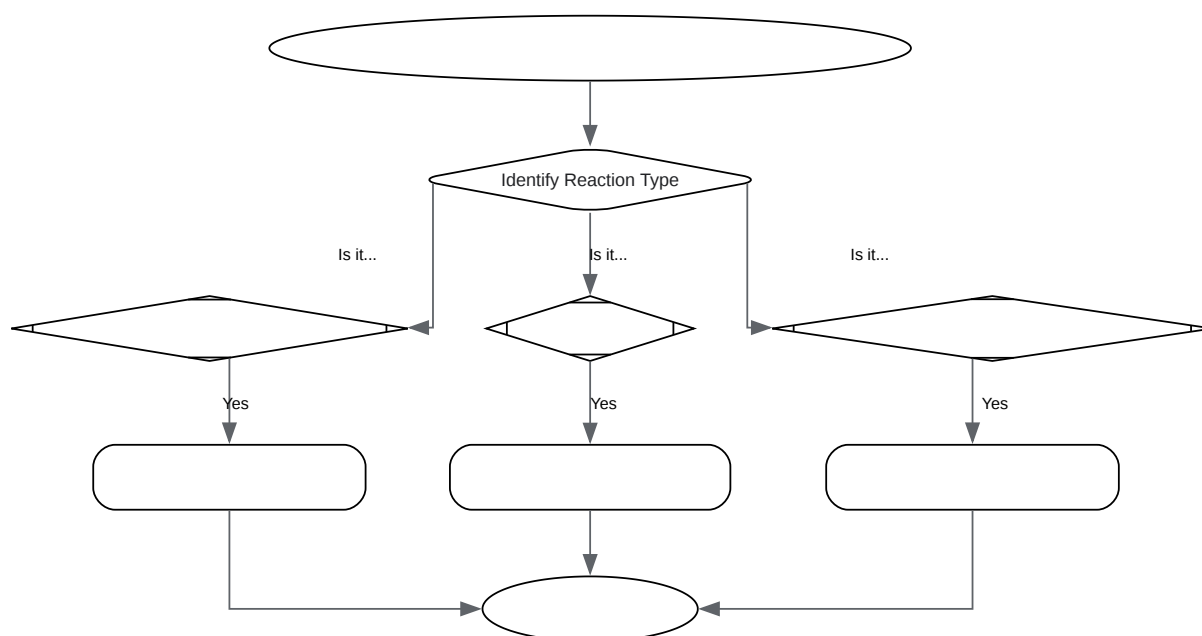 Identify Reaction Type
Is it...
Is it...
Is it...
Yes
Yes
Yes